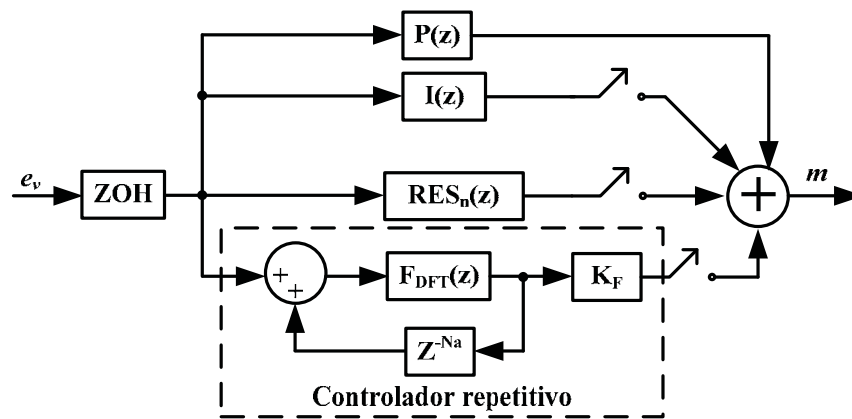 P(z)
I(z)
e_v
ZOH
RES_n(z)
+
m
+
+
F_DFT(z)
K_F
Z^-Na
Controlador repetitivo